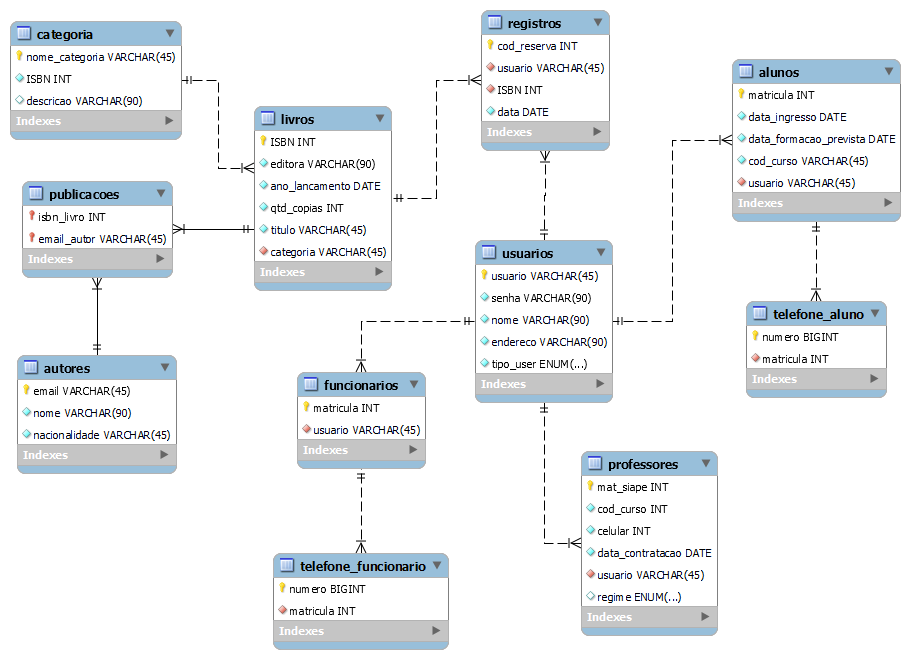 categoria
nome_categoria VARCHAR(45)
ISBN INT
descricao VARCHAR(90)
Indexes
livros
ISBN INT
editora VARCHAR(90)
ano_lancamento DATE
qtd_copias INT
titulo VARCHAR(45)
categoria VARCHAR(45)
Indexes
registros
cod_reserva INT
usuario VARCHAR(45)
ISBN INT
data DATE
Indexes
alunos
matricula INT
data_ingresso DATE
data_formacao_prevista DATE
cod_curso VARCHAR(45)
usuario VARCHAR(45)
Indexes
publicacoes
isbn_livro INT
email_autor VARCHAR(45)
Indexes
usuarios
usuario VARCHAR(45)
senha VARCHAR(90)
nome VARCHAR(90)
endereco VARCHAR(90)
tipo_user ENUM(...)
Indexes
telefone_aluno
numero BIGINT
matricula INT
Indexes
autores
email VARCHAR(45)
nome VARCHAR(90)
nacionalidade VARCHAR(45)
Indexes
funcionarios
matricula INT
usuario VARCHAR(45)
Indexes
professores
mat_siape INT
cod_curso INT
celular INT
data_contratacao DATE
usuario VARCHAR(45)
regime ENUM(...)
Indexes
telefone_funcionario
numero BIGINT
matricula INT
Indexes